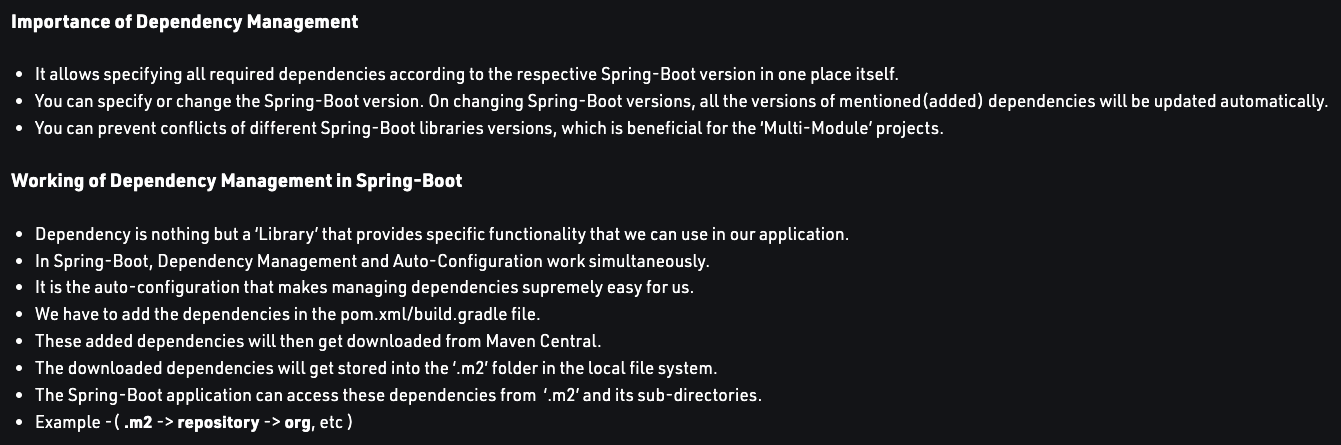 Importance of Dependency Management
• It allows specifying all required dependencies according to the respective Spring-Boot version in one place itself.
• You can specify or change the Spring-Boot version. On changing Spring-Boot versions, all the versions of mentioned(added) dependencies will be updated automatically.
• You can prevent conflicts of different Spring-Boot libraries versions, which is beneficial for the ‘Multi-Module’ projects.
Working of Dependency Management in Spring-Boot
• Dependency is nothing but a ‘Library’ that provides specific functionality that we can use in our application.
• In Spring-Boot, Dependency Management and Auto-Configuration work simultaneously.
• It is the auto-configuration that makes managing dependencies supremely easy for us.
• We have to add the dependencies in the pom.xml/build.gradle file.
• These added dependencies will then get downloaded from Maven Central.
• The downloaded dependencies will get stored into the ‘.m2’ folder in the local file system.
• The Spring-Boot application can access these dependencies from  ‘.m2’ and its sub-directories.
• Example -( .m2 -> repository -> org, etc )